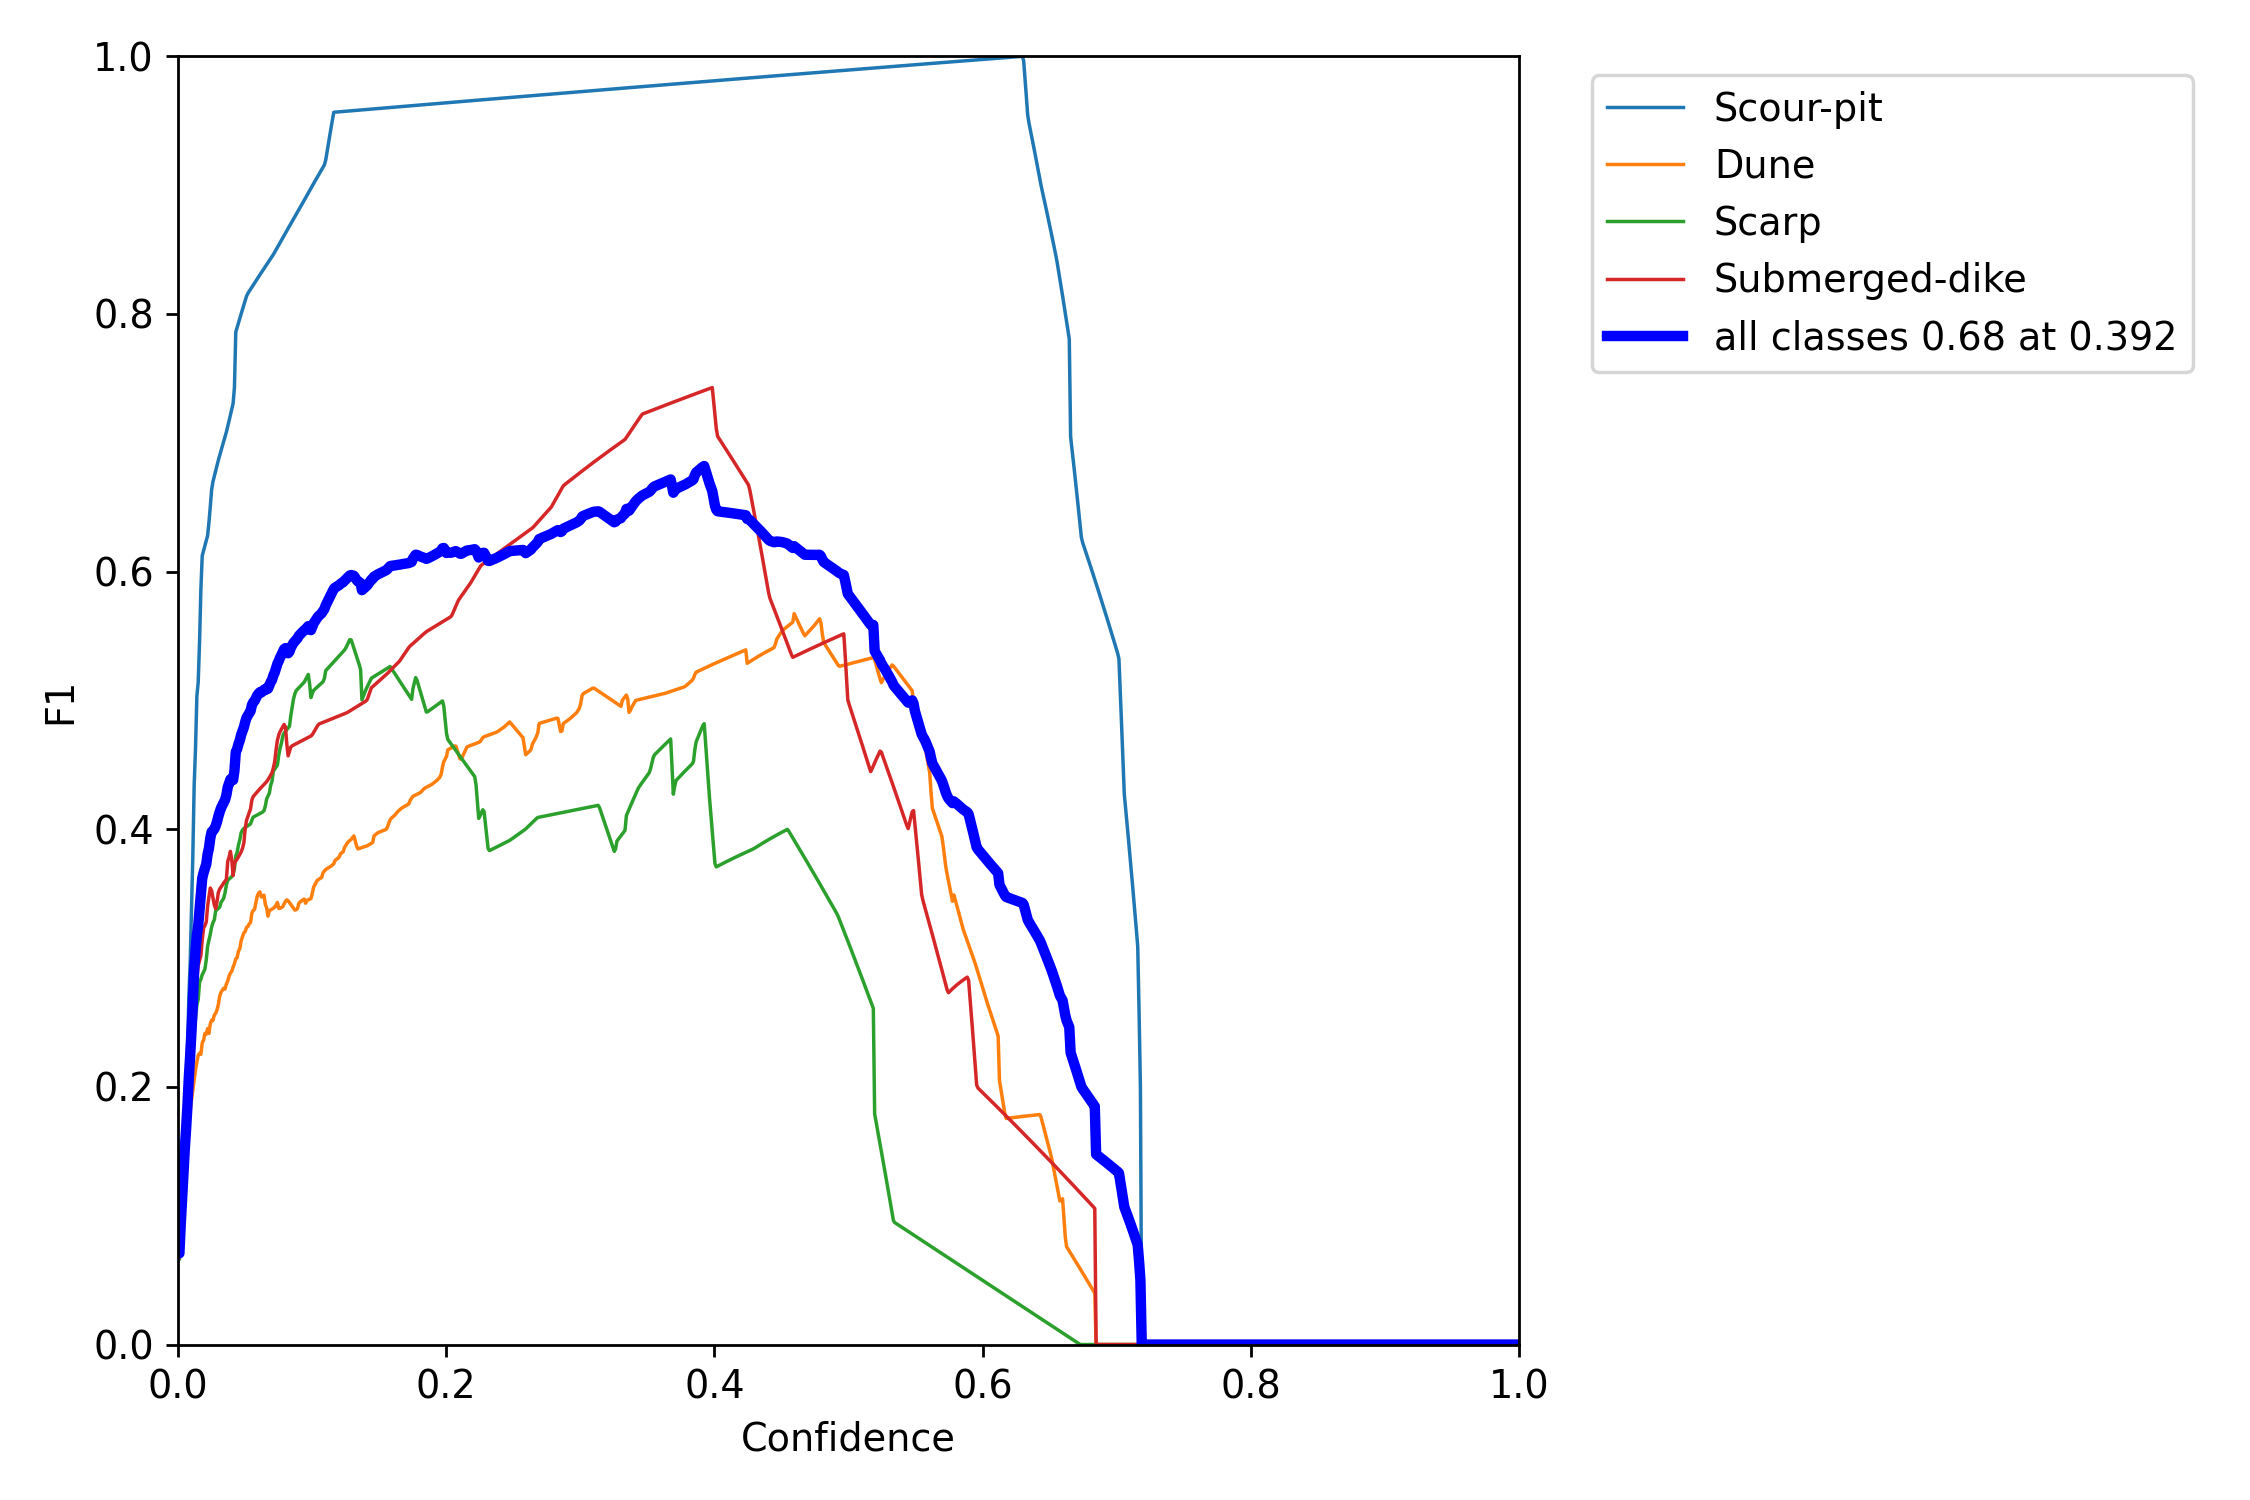 1.0
0.8
0.6
0.4
0.2
0.0
F1
0.0 0.2 0.4 0.6 0.8 1.0
Confidence
Scour-pit
Dune
Scarp
Submerged-dike
all classes 0.68 at 0.392